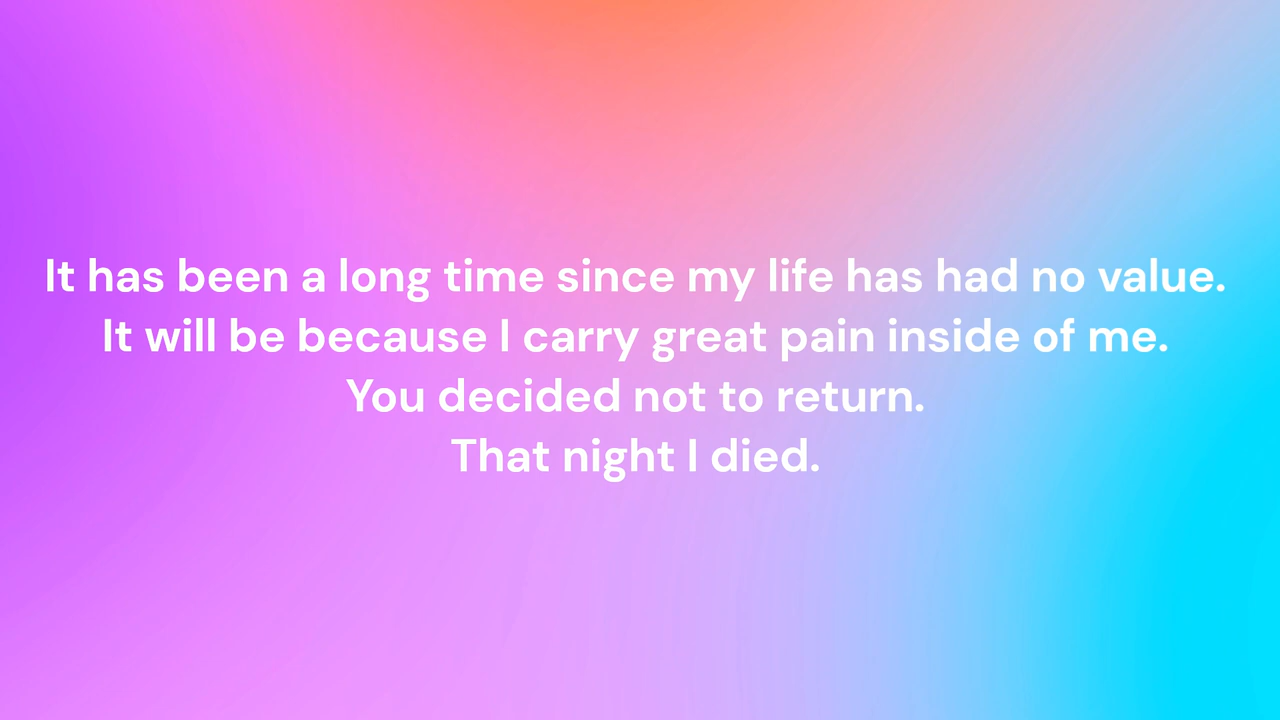 It has been a long time since my life has had no value.
It will be because I carry great pain inside of me.
You decided not to return.
That night I died.